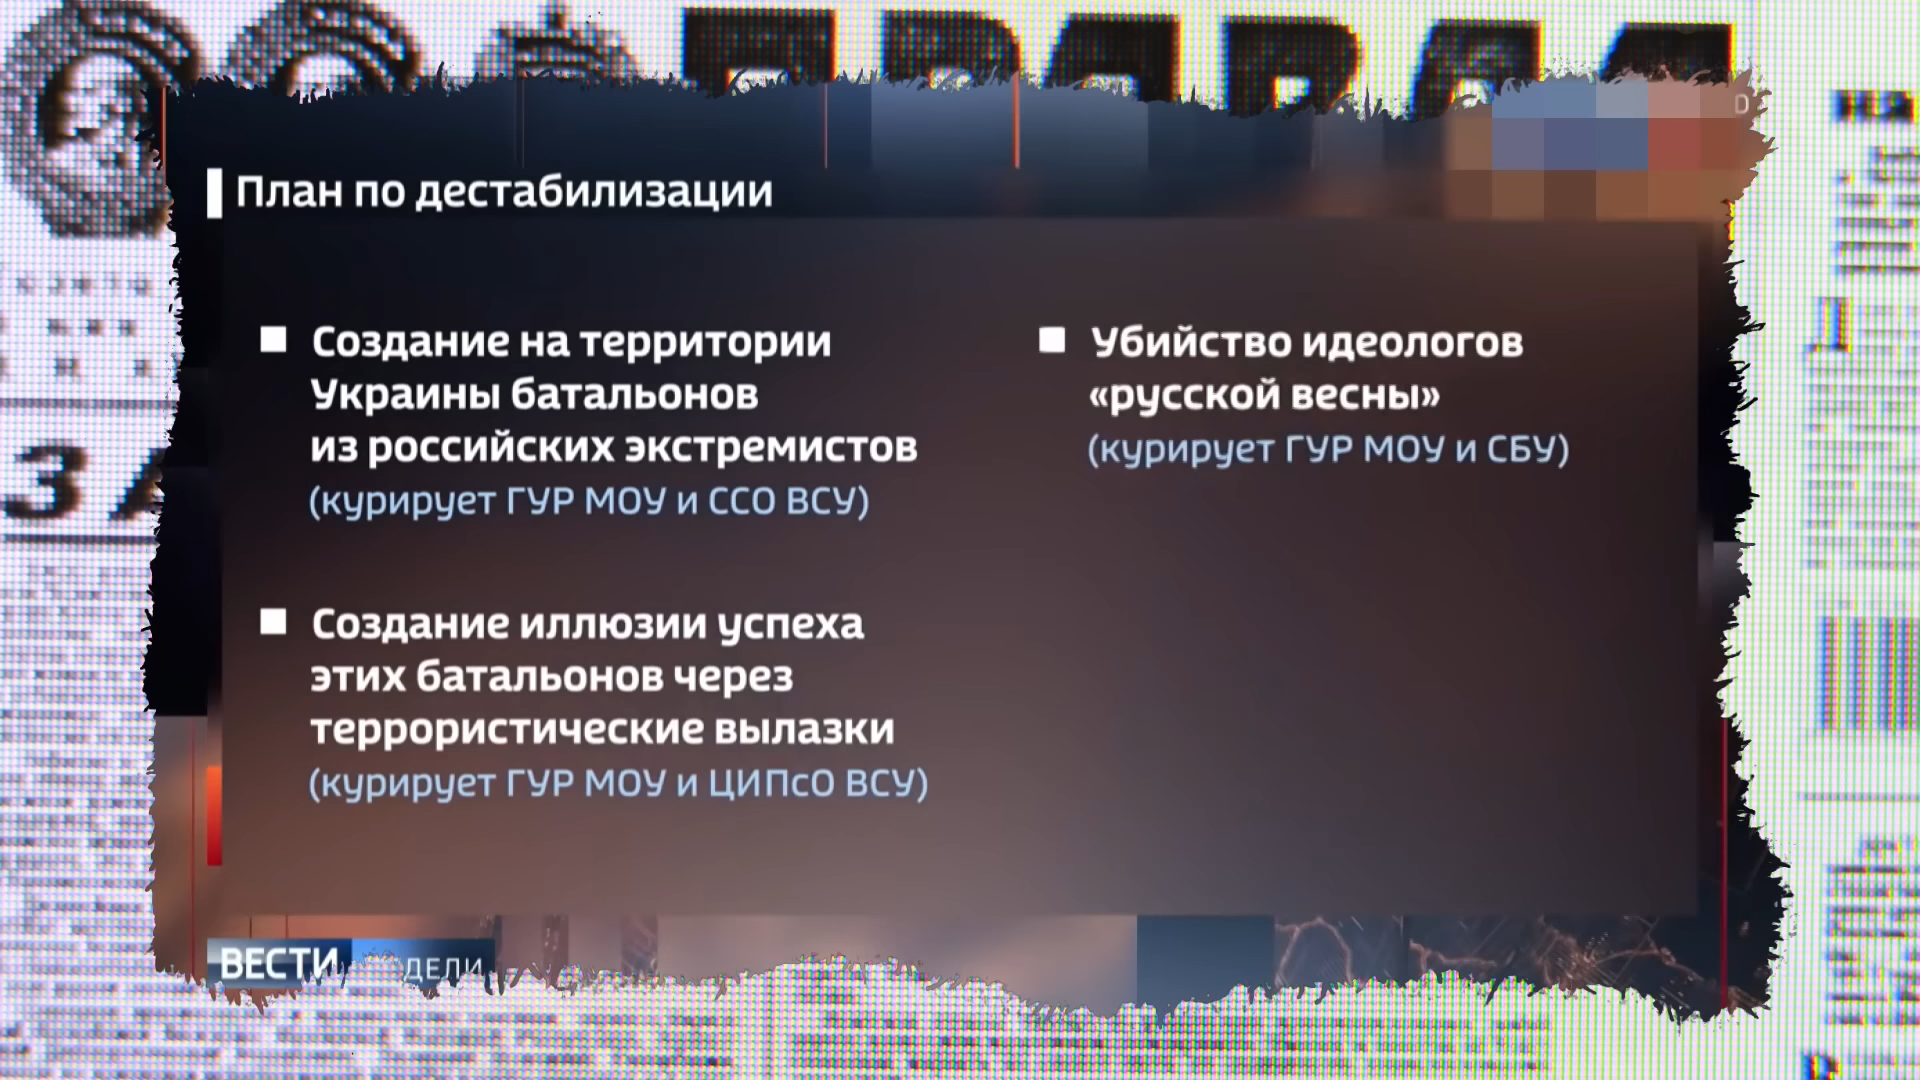 План по дестабилизации
Создание на территории
Украины батальонов
из российских экстремистов
(курирует ГУР МОУ и ССО ВСУ)
Создание иллюзии успеха
этих батальонов через
террористические вылазки
(курирует ГУР МОУ и ЦИПсО ВСУ)
Убийство идеологов
«русской весны»
(курирует ГУР МОУ и СБУ)
ВЕСТИ ДЕЛИ